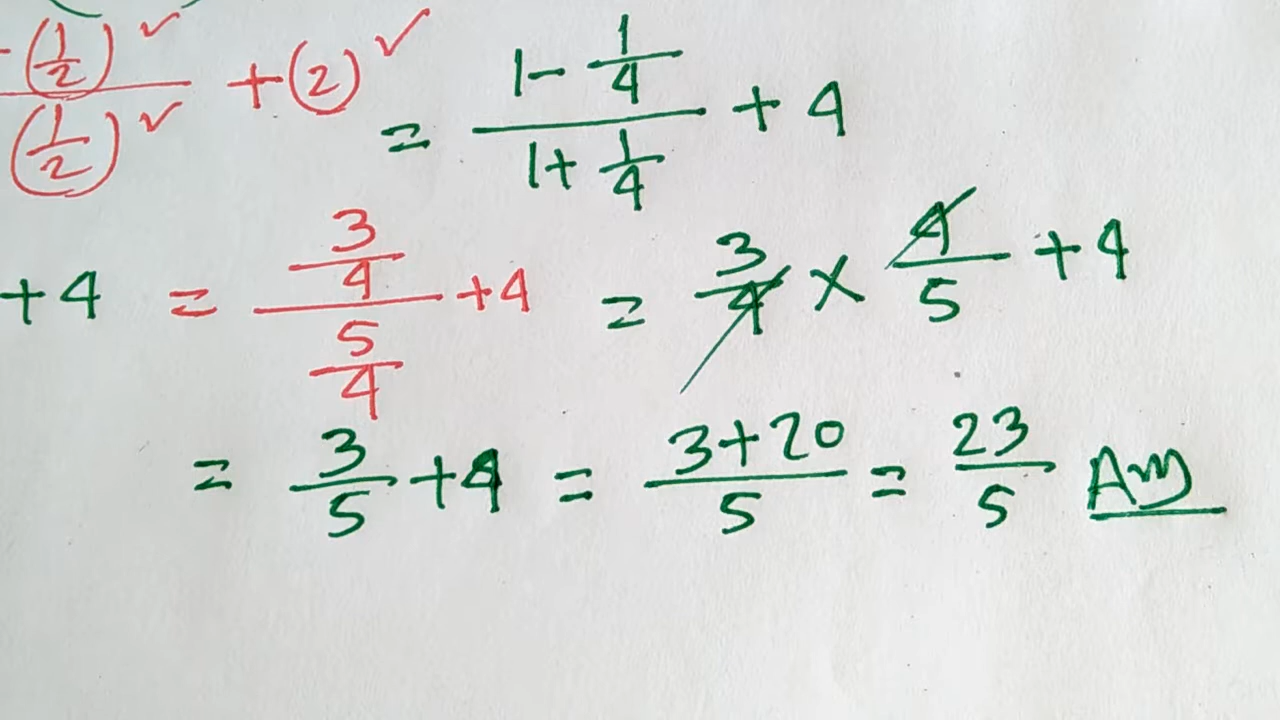 -(1/2)✓ / (1/2)✓ + (2)✓ = (1 - 1/4) / (1 + 1/4) + 4
+4 = (3/4) / (5/4) +4 = 3/4 × 4/5 +4
= 3/5 +4 = (3+20)/5 = 23/5 Ans